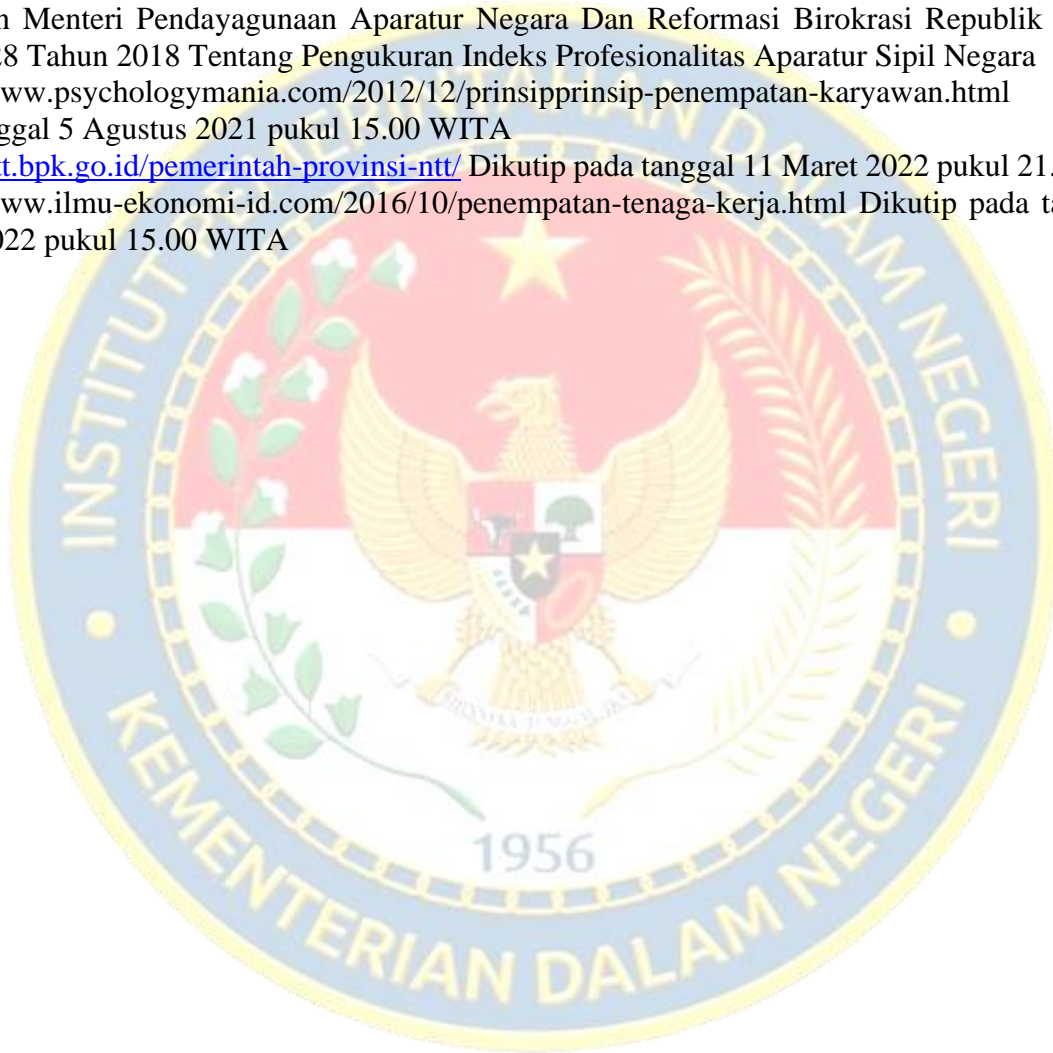 n Menteri Pendayagunaan Aparatur Negara Dan Reformasi Birokrasi Republik
28 Tahun 2018 Tentang Pengukuran Indeks Profesionalitas Aparatur Sipil Negara
ww.psychologymania.com/2012/12/prinsipprinsip-penempatan-karyawan.html
nggal 5 Agustus 2021 pukul 15.00 WITA
tt.bpk.go.id/pemerintah-provinsi-ntt/ Dikutip pada tanggal 11 Maret 2022 pukul 21.
ww.ilmu-ekonomi-id.com/2016/10/penempatan-tenaga-kerja.html Dikutip pada ta
022 pukul 15.00 WITA
INSTITUT PEMERINTAHAN DALAM NEGERI
1956
KEMENTERIAN DALAM NEGERI